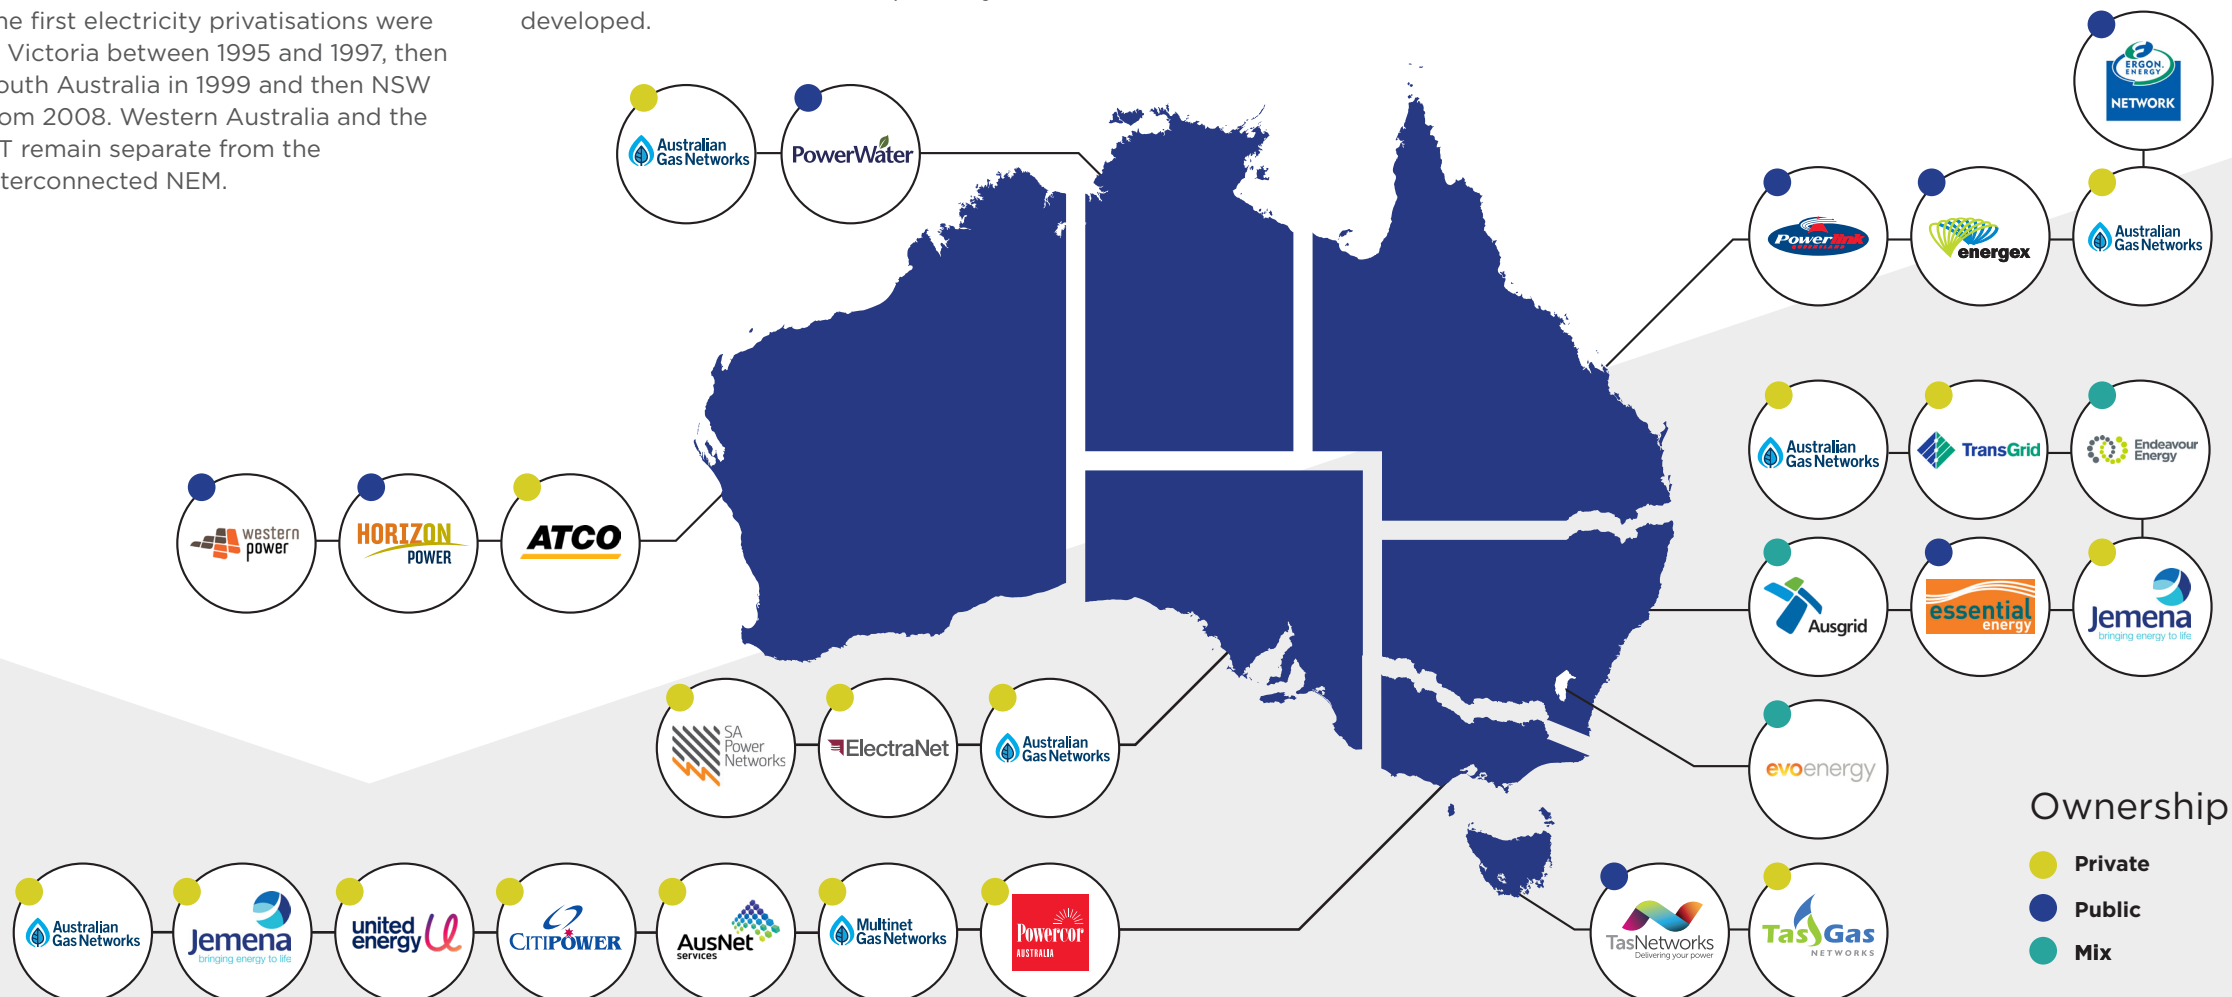 he first electricity privatisations were
Victoria between 1995 and 1997, then
outh Australia in 1999 and then NSW
om 2008. Western Australia and the
T remain separate from the
terconnected NEM.
developed.
Australian
Gas Networks
PowerWater
ERGON.
ENERGY
NETWORK
Powerlink
QUEENSLAND
energex
Australian
Gas Networks
Australian
Gas Networks
TransGrid
Endeavour
Energy
western
power
HORIZON
POWER
ATCO
Ausgrid
essential
energy
Jemena
bringing energy to life
SA
Power
Networks
ElectraNet
Australian
Gas Networks
evoenergy
Ownership
Private
Public
Mix
Australian
Gas Networks
Jemena
bringing energy to life
united
energy
CITIPOWER
AusNet
services
Multinet
Gas Networks
Powercor
AUSTRALIA
TasNetworks
Delivering your power
Tas Gas
NETWORKS